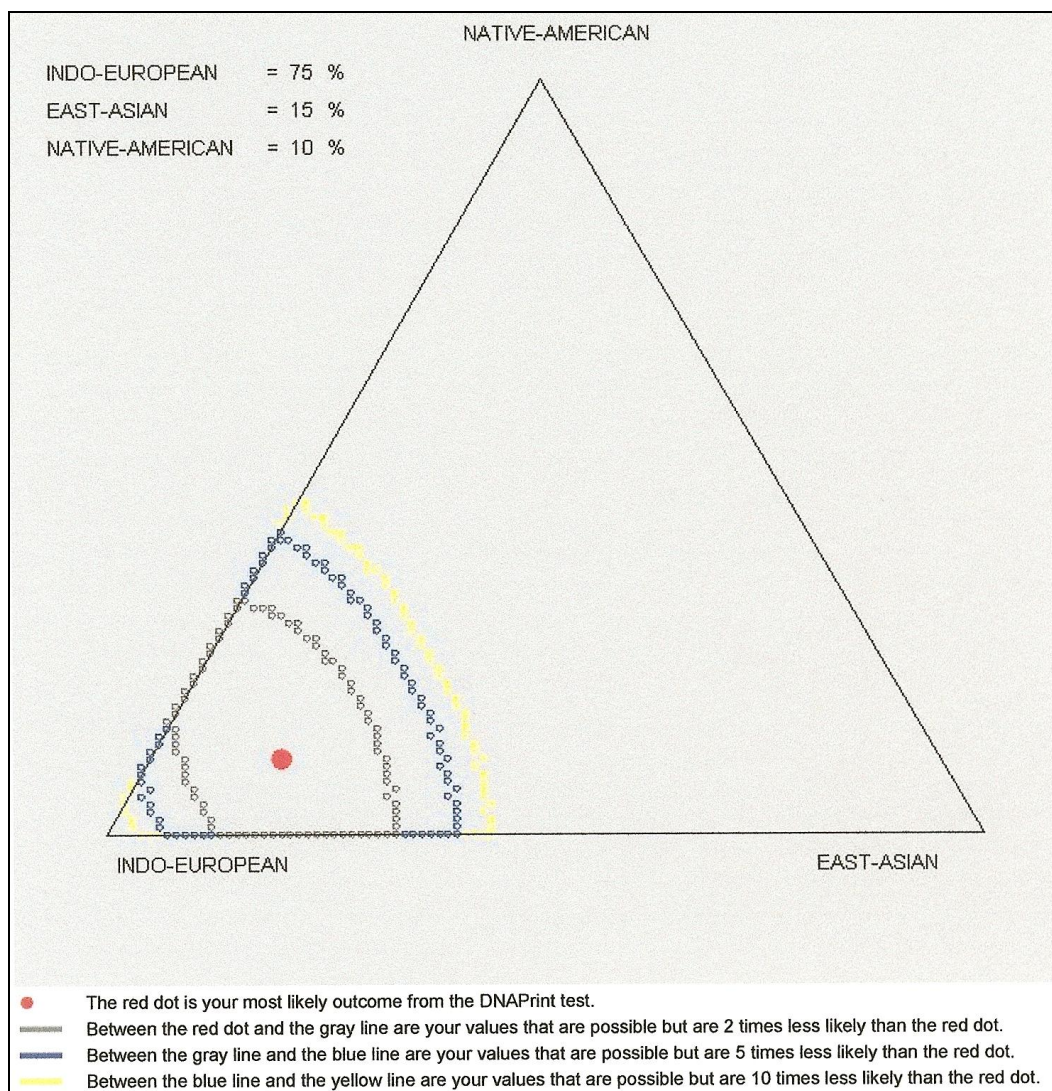 NATIVE-AMERICAN
INDO-EUROPEAN = 75 %
EAST-ASIAN = 15 %
NATIVE-AMERICAN = 10 %
INDO-EUROPEAN
EAST-ASIAN
The red dot is your most likely outcome from the DNAPrint test.
Between the red dot and the gray line are your values that are possible but are 2 times less likely than the red dot.
Between the gray line and the blue line are your values that are possible but are 5 times less likely than the red dot.
Between the blue line and the yellow line are your values that are possible but are 10 times less likely than the red dot.